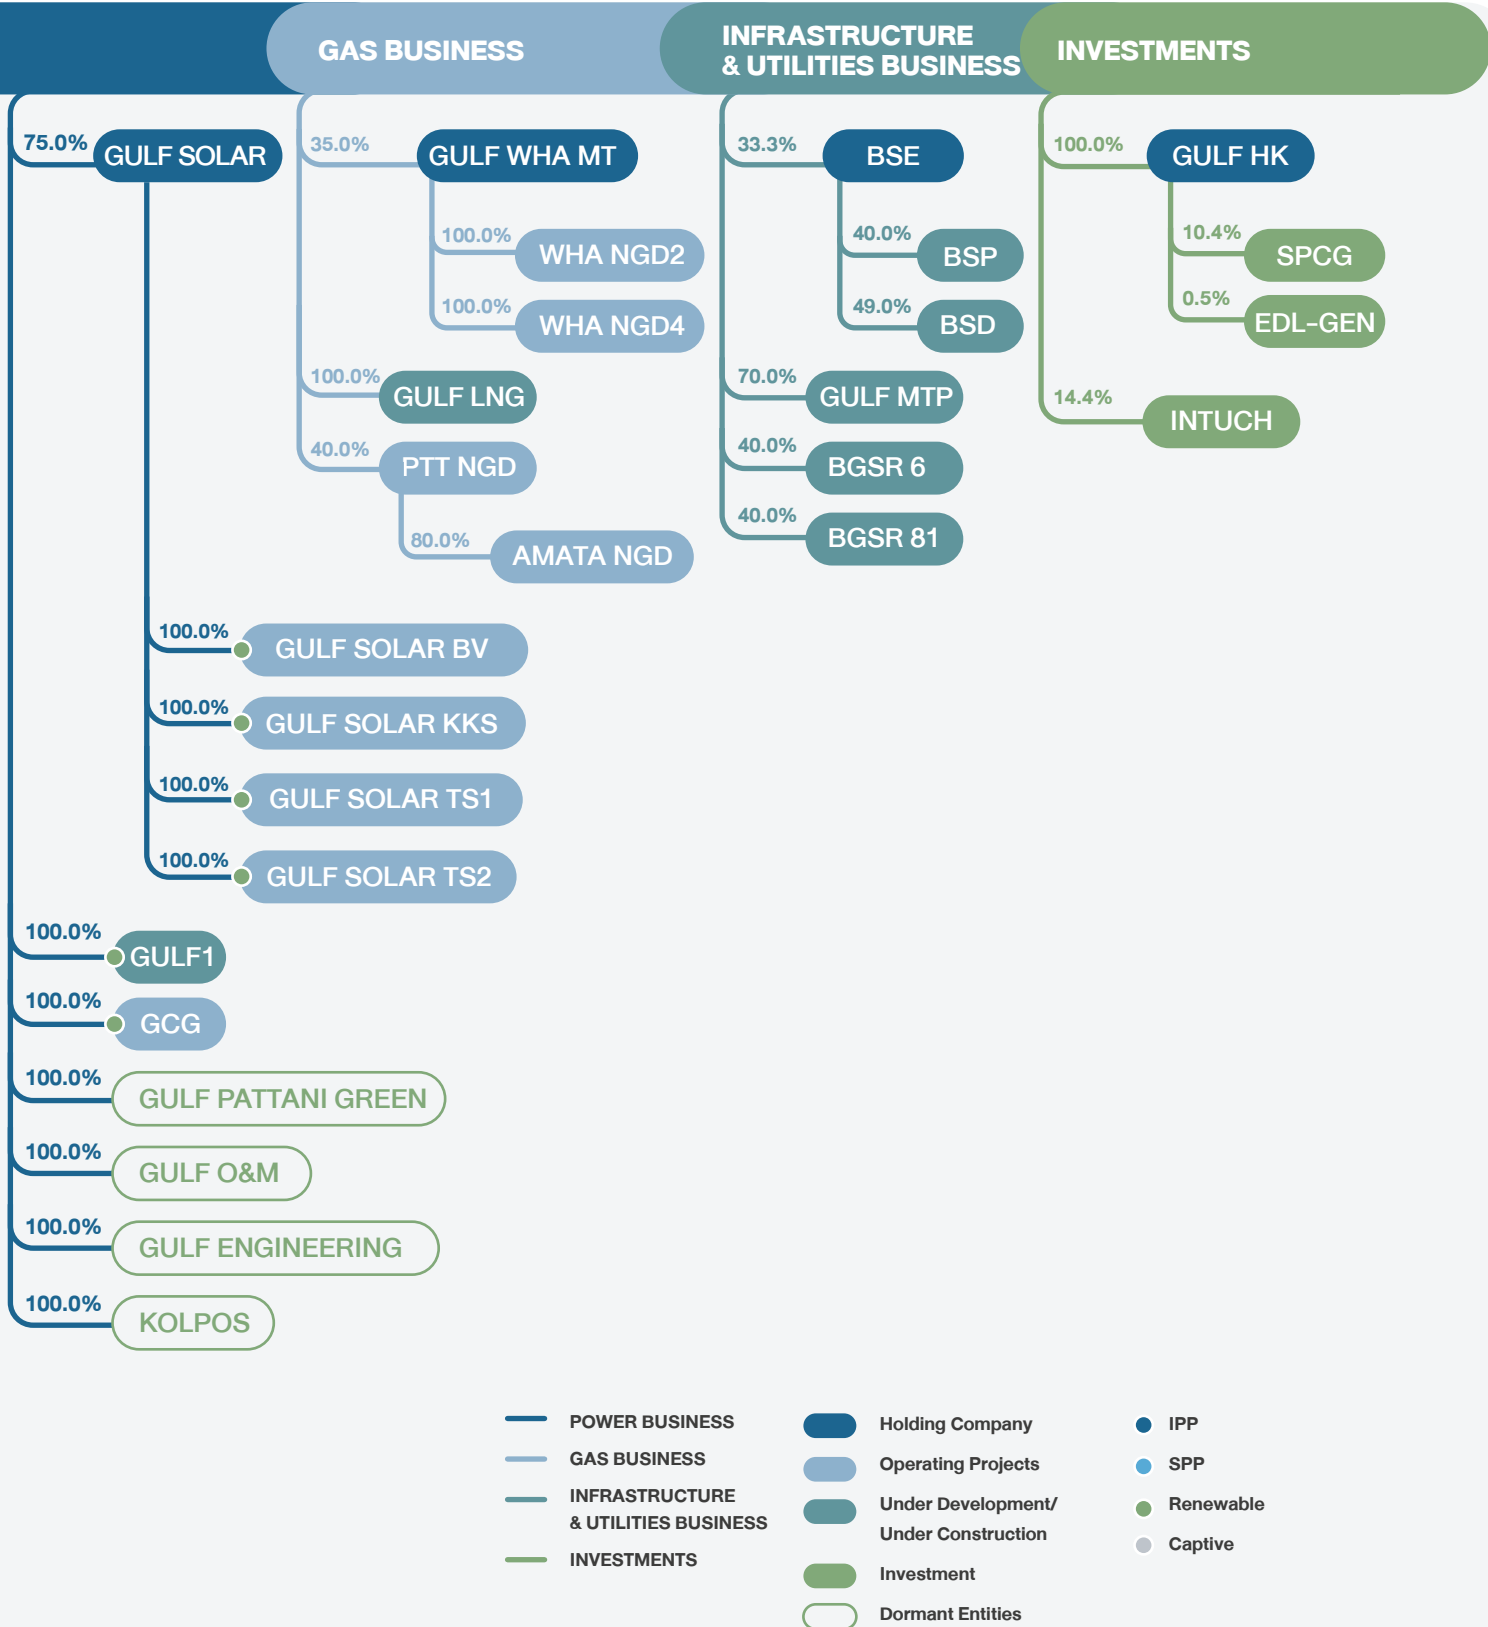 GAS BUSINESS
INFRASTRUCTURE
& UTILITIES BUSINESS
INVESTMENTS
75.0%
GULF SOLAR
100.0%
GULF SOLAR BV
100.0%
GULF SOLAR KKS
100.0%
GULF SOLAR TS1
100.0%
GULF SOLAR TS2
100.0%
GULF1
100.0%
GCG
100.0%
GULF PATTANI GREEN
100.0%
GULF O&M
100.0%
GULF ENGINEERING
100.0%
KOLPOS
35.0%
GULF WHA MT
100.0%
WHA NGD2
100.0%
WHA NGD4
100.0%
GULF LNG
40.0%
PTT NGD
80.0%
AMATA NGD
33.3%
BSE
40.0%
BSP
49.0%
BSD
70.0%
GULF MTP
40.0%
BGSR 6
40.0%
BGSR 81
100.0%
GULF HK
10.4%
SPCG
0.5%
EDL-GEN
14.4%
INTUCH
POWER BUSINESS
GAS BUSINESS
INFRASTRUCTURE
& UTILITIES BUSINESS
INVESTMENTS
Holding Company
Operating Projects
Under Development/
Under Construction
Investment
Dormant Entities
IPP
SPP
Renewable
Captive